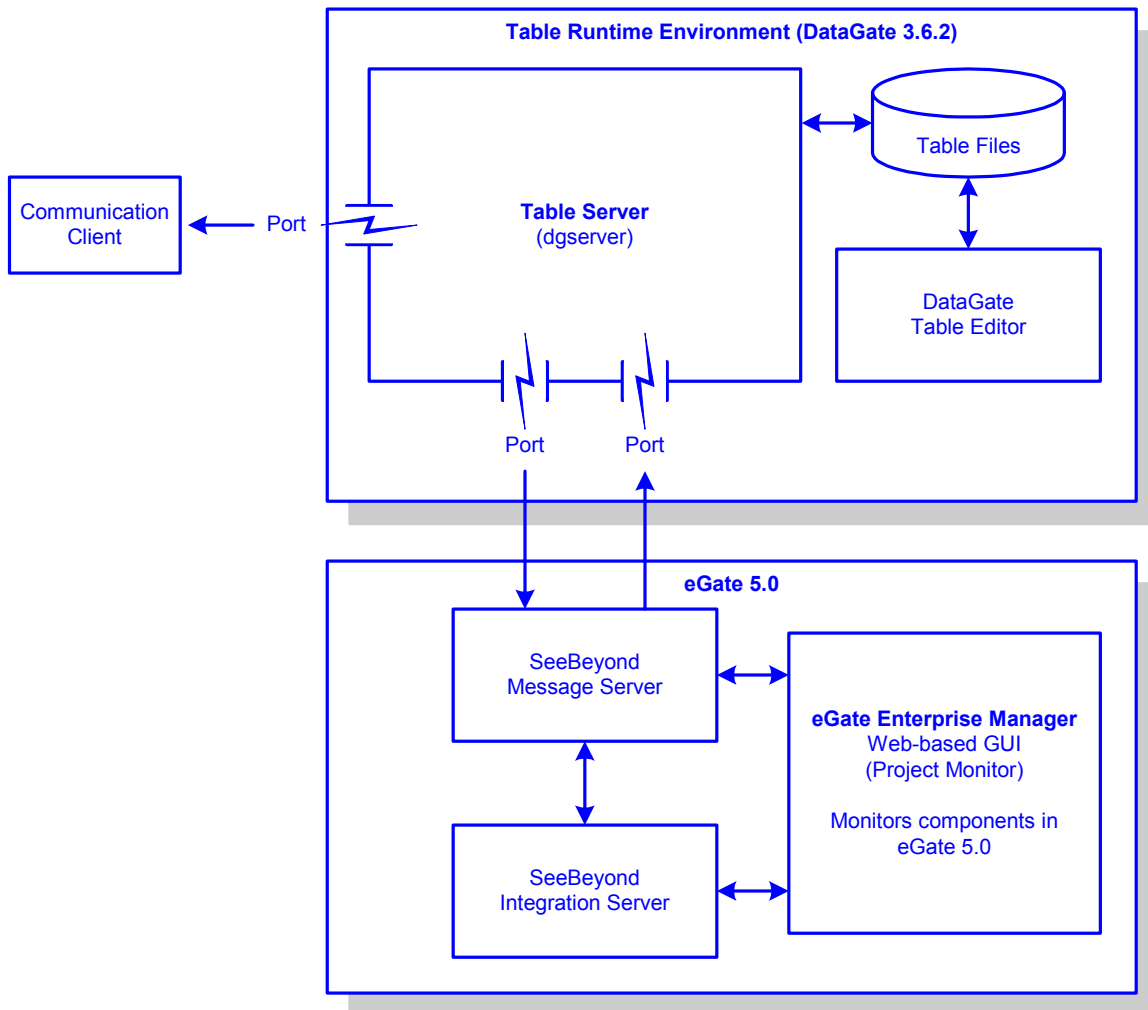 Table Runtime Environment (DataGate 3.6.2)
Table Files
Communication
Client
Port
Table Server
(dgserver)
DataGate
Table Editor
Port
Port
eGate 5.0
SeeBeyond
Message Server
eGate Enterprise Manager
Web-based GUI
(Project Monitor)
Monitors components in
eGate 5.0
SeeBeyond
Integration Server